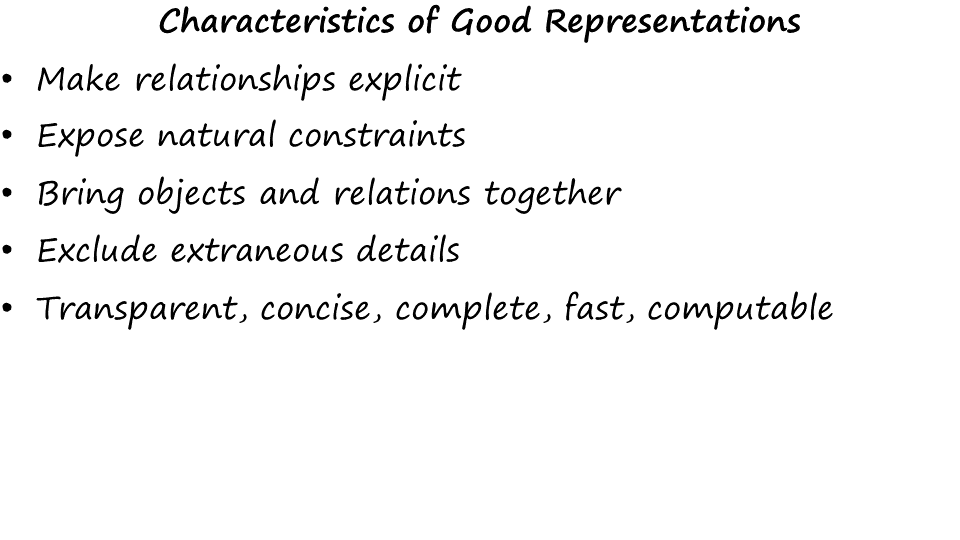 Characteristics of Good Representations
• Make relationships explicit
• Expose natural constraints
• Bring objects and relations together
• Exclude extraneous details
• Transparent, concise, complete, fast, computable